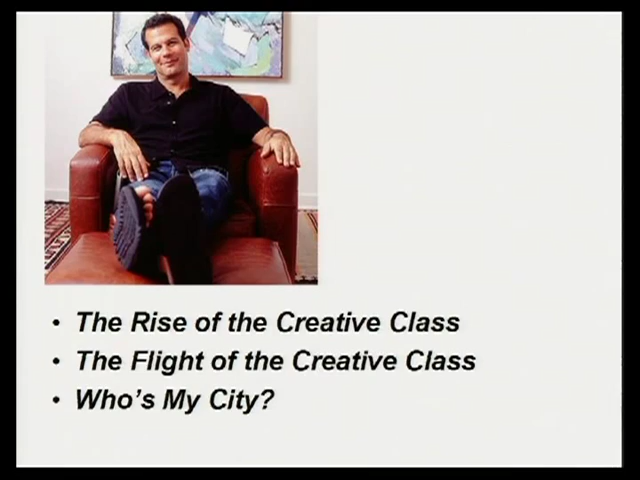 • The Rise of the Creative Class
• The Flight of the Creative Class
• Who's My City?